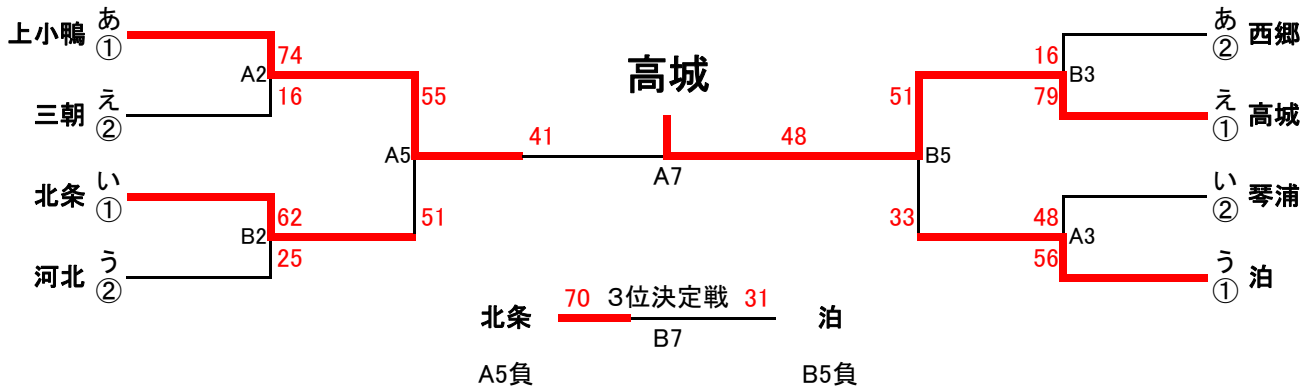 上小鴨 あ ①
74
A2
16
三朝 え ②
55
A5
51
北条 い ①
62
B2
25
河北 う ②
高城
41
48
A7
あ ② 西郷
16
B3
79
え ① 高城
51
B5
33
い ② 琴浦
48
A3
56
う ① 泊
北条 70 3位決定戦 31 泊
B7
A5負 B5負